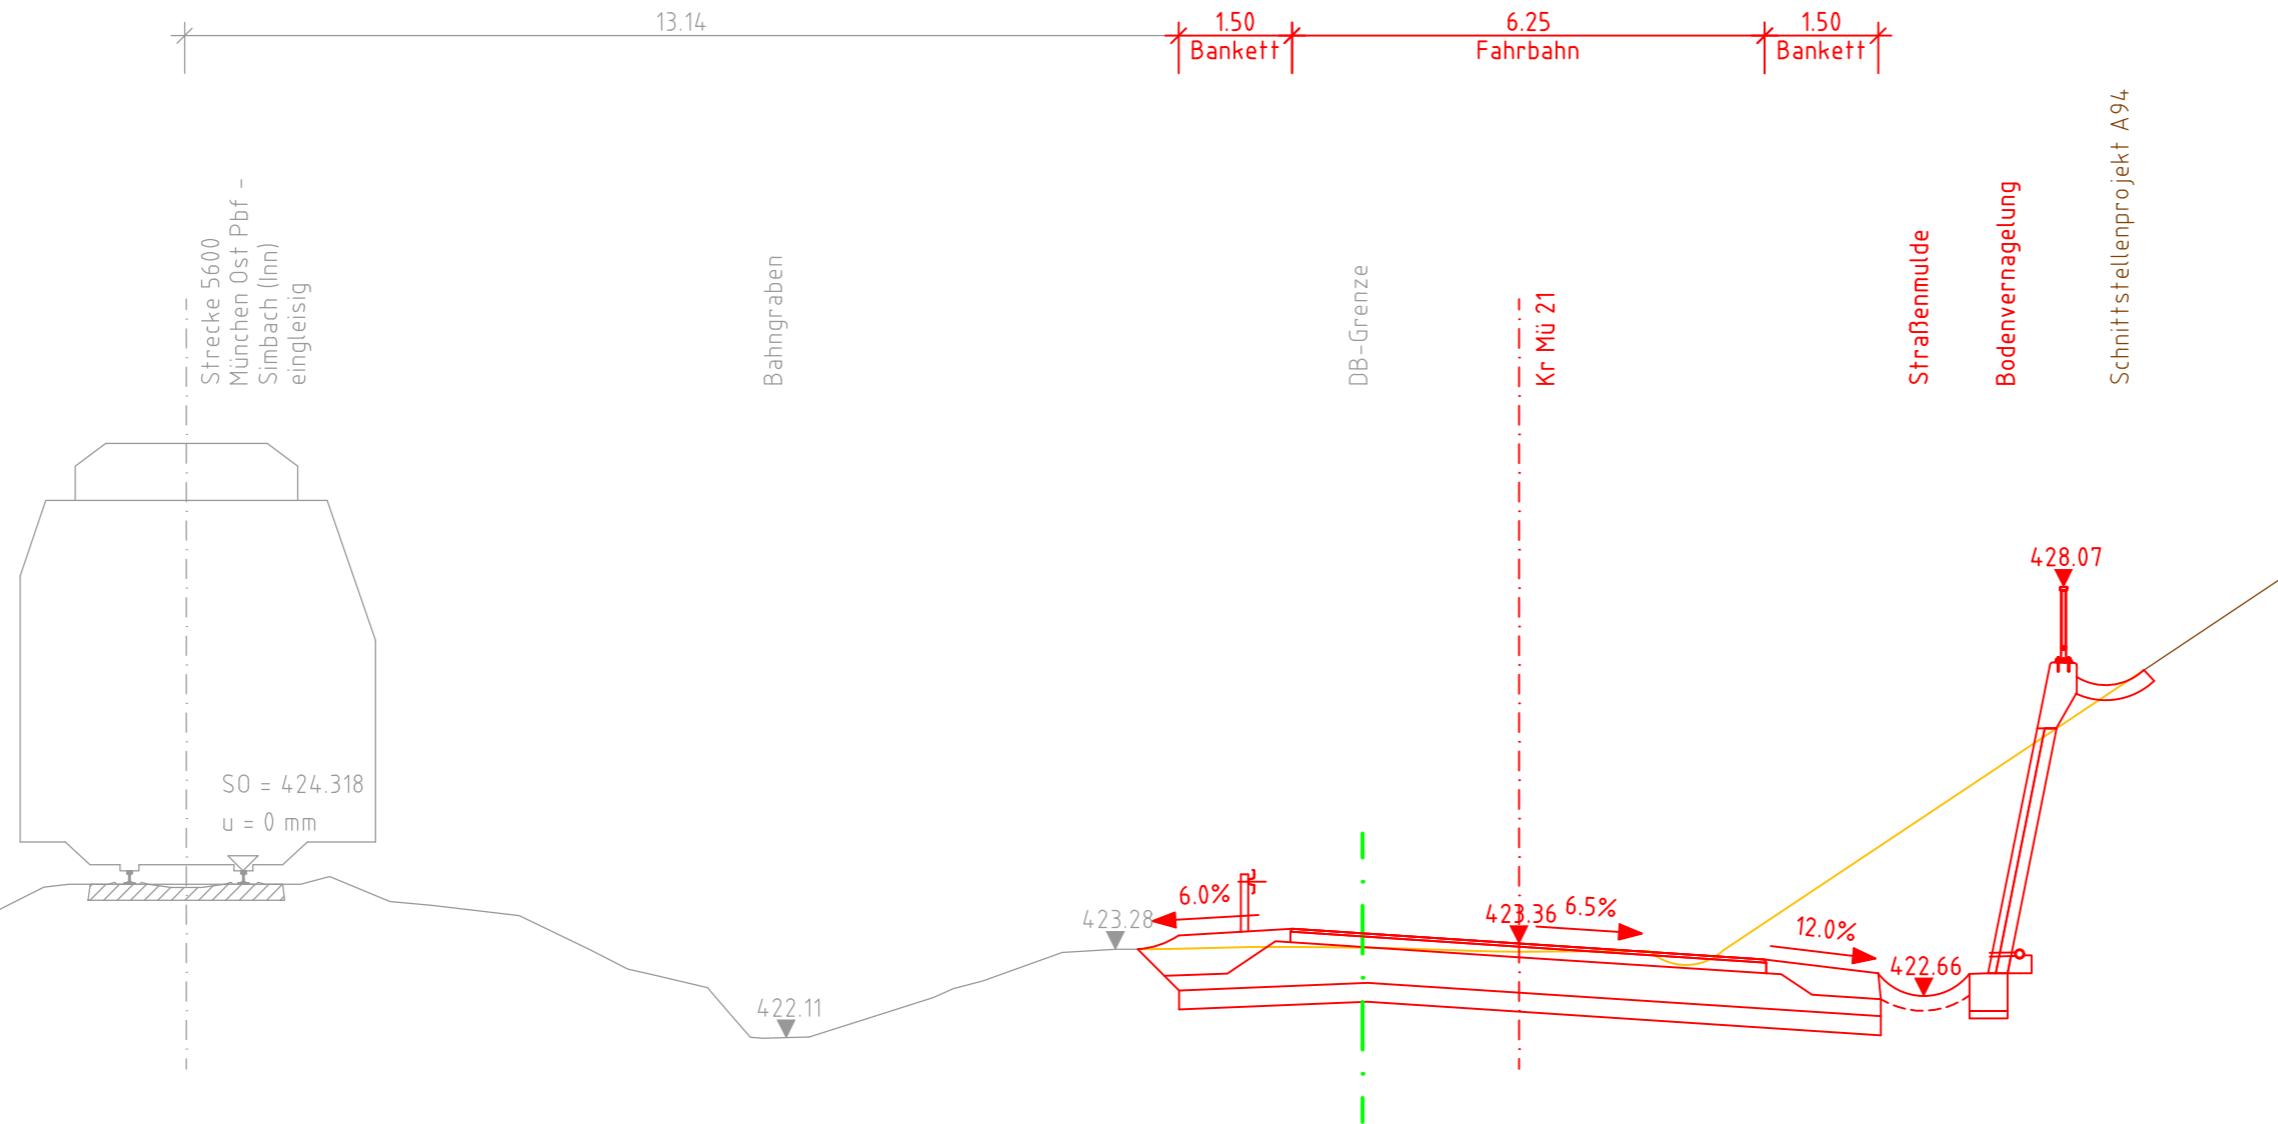 13.14
1.50
6.25
1.50
Bankett
Fahrbahn
Bankett
Strecke 5600
München Ost Pbf -
Simbach (Inn)
eingleisig
Bahngraben
DB-Grenze
Kr Mü 21
Straßenmulde
Bodenvernagelung
Schnittstellenprojekt A94
428.07
SO = 424.318
u = 0 mm
6.0%
423.28
423.36
6.5%
12.0%
422.66
422.11